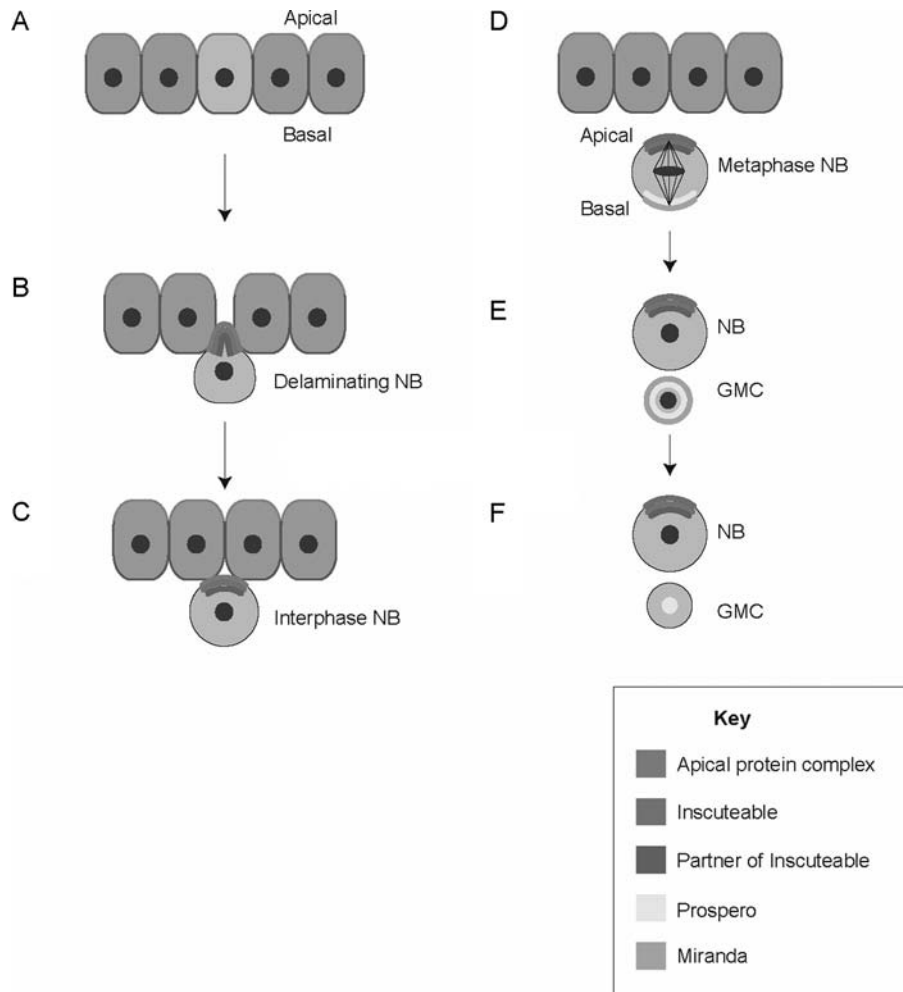 A
Apical
Basal
B
Delaminating NB
C
Interphase NB
D
Apical
Metaphase NB
Basal
E
NB
GMC
F
NB
GMC
Key
Apical protein complex
Inscuteable
Partner of Inscuteable
Prospero
Miranda